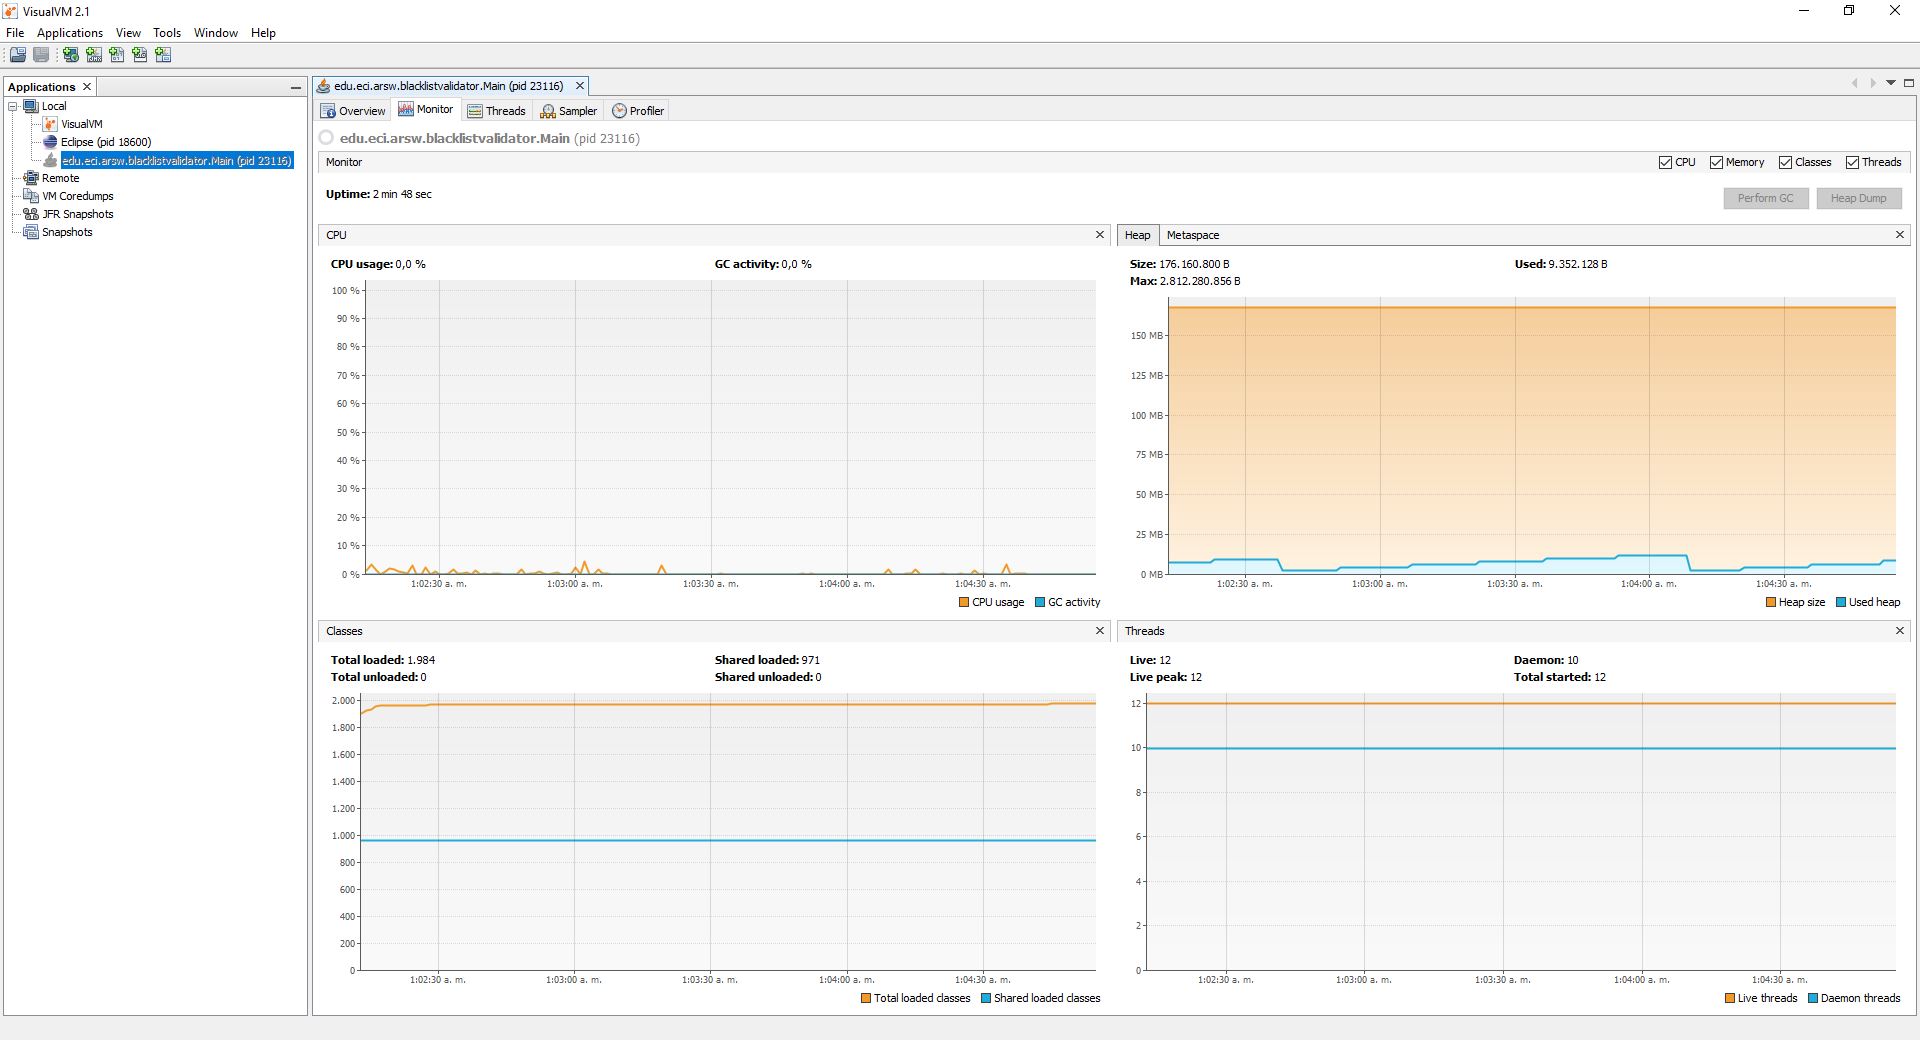 VisualVM 2.1
File Applications View Tools Window Help
Applications
Local
VisualVM
Eclipse (pid 18600)
edu.eci.arsw.blacklistvalidator.Main (pid 23116)
Remote
VM Coredumps
JFR Snapshots
Snapshots
edu.eci.arsw.blacklistvalidator.Main (pid 23116)
Overview Monitor Threads Sampler Profiler
edu.eci.arsw.blacklistvalidator.Main (pid 23116)
Monitor CPU Memory Classes Threads
Uptime: 2 min 48 sec
Perform GC Heap Dump
CPU
CPU usage: 0,0 % GC activity: 0,0 %
100 %
90 %
80 %
70 %
60 %
50 %
40 %
30 %
20 %
10 %
0 %
1:02:30 a. m. 1:03:00 a. m. 1:03:30 a. m. 1:04:00 a. m. 1:04:30 a. m.
CPU usage GC activity
Heap Metaspace
Size: 176.160.800 B Used: 9.352.128 B
Max: 2.812.280.856 B
150 MB
125 MB
100 MB
75 MB
50 MB
25 MB
0 MB
1:02:30 a. m. 1:03:00 a. m. 1:03:30 a. m. 1:04:00 a. m. 1:04:30 a. m.
Heap size Used heap
Classes
Total loaded: 1.984 Shared loaded: 971
Total unloaded: 0 Shared unloaded: 0
2.000
1.800
1.600
1.400
1.200
1.000
800
600
400
200
0
1:02:30 a. m. 1:03:00 a. m. 1:03:30 a. m. 1:04:00 a. m. 1:04:30 a. m.
Total loaded classes Shared loaded classes
Threads
Live: 12 Daemon: 10
Live peak: 12 Total started: 12
12
10
8
6
4
2
0
1:02:30 a. m. 1:03:00 a. m. 1:03:30 a. m. 1:04:00 a. m. 1:04:30 a. m.
Live threads Daemon threads